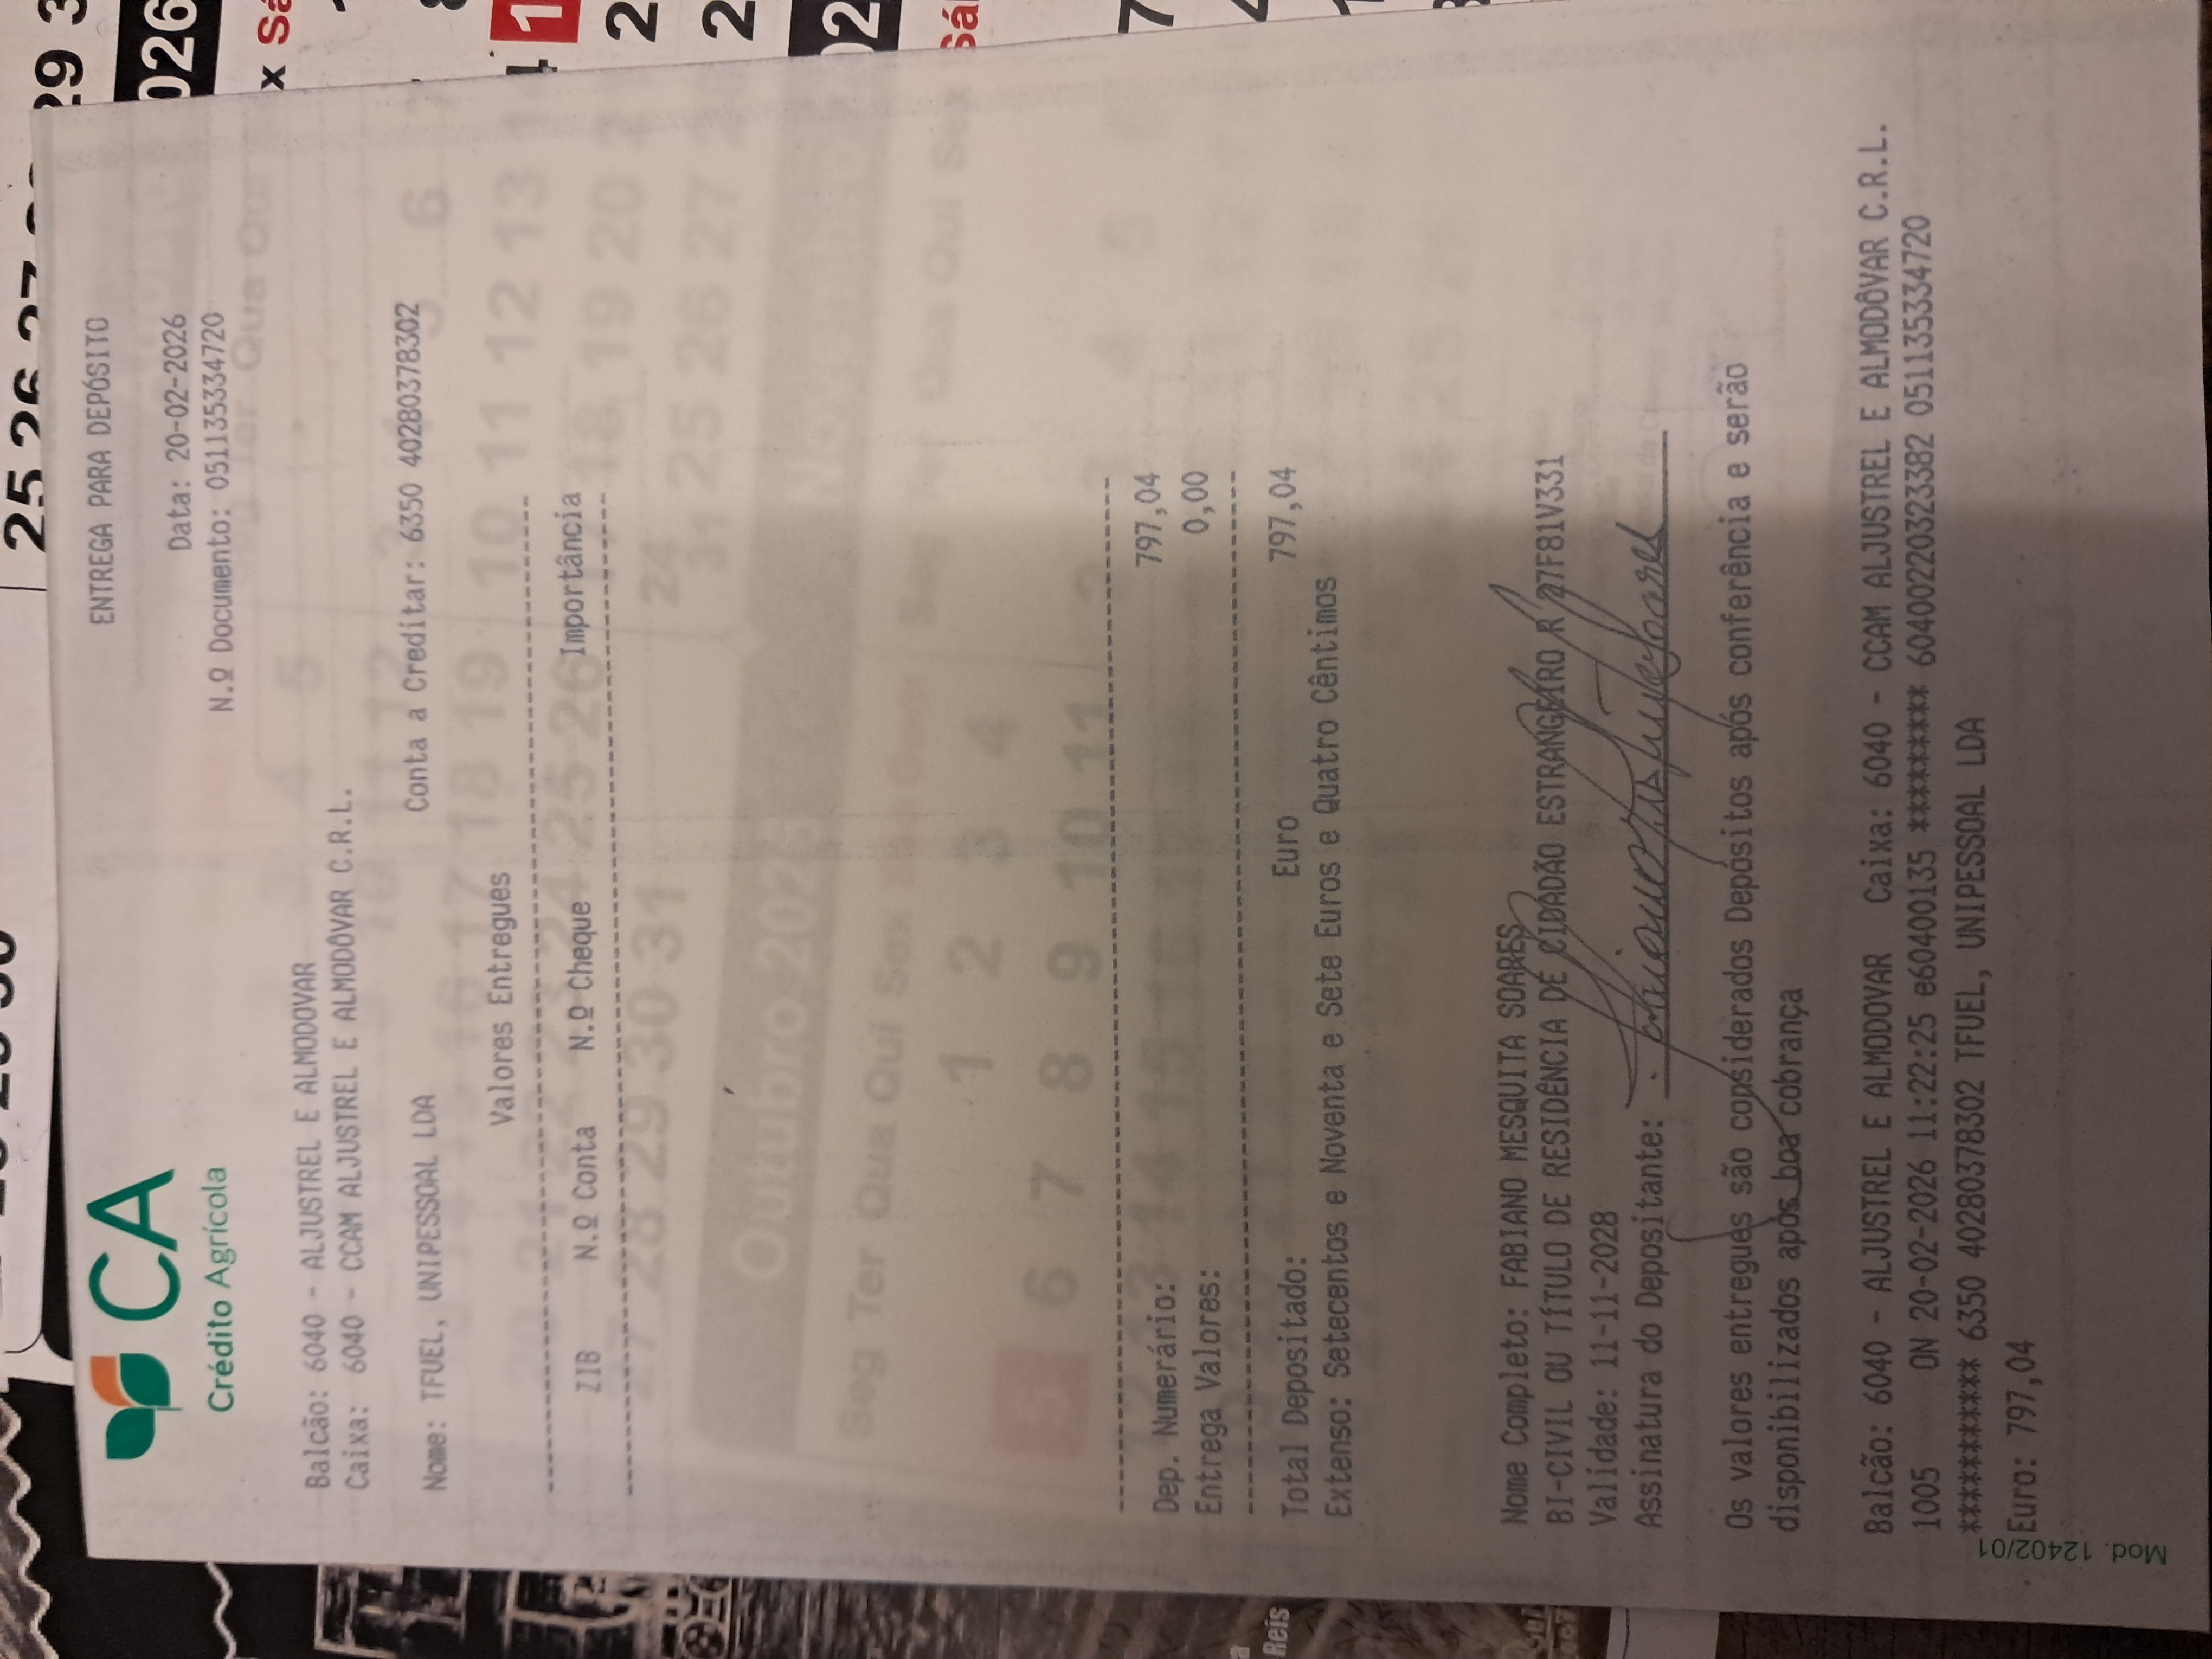 CA
Crédito Agrícola
ENTREGA PARA DEPÓSITO
Data: 20-02-2026
N.º Documento: 051135334720
Balcão: 6040 - ALJUSTREL E ALMODOVAR
Caixa: 6040 - CCAM ALJUSTREL E ALMODÔVAR C.R.L.
Conta a Creditar: 6350 40280378302
Nome: TFUEL, UNIPESSOAL LDA
Valores Entregues
ZIB N.º Conta N.º Cheque Importância
Dep. Numerário: 797,04
Entrega Valores: 0,00
Total Depositado: Euro 797,04
Extenso: Setecentos e Noventa e Sete Euros e Quatro Cêntimos
Nome Completo: FABIANO MESQUITA SOARES
BI-CIVIL OU TÍTULO DE RESIDÊNCIA DE CIDADÃO ESTRANGEIRO R 27F81V331
Validade: 11-11-2028
Assinatura do Depositante:
Os valores entregues são considerados Depósitos após conferência e serão
disponibilizados após boa cobrança
Balcão: 6040 - ALJUSTREL E ALMODOVAR Caixa: 6040 - CCAM ALJUSTREL E ALMODÔVAR C.R.L.
1005 ON 20-02-2026 11:22:25 e60400135 ******** 6040022032323382 051135334720
********** 6350 40280378302 TFUEL, UNIPESSOAL LDA
Euro: 797,04
Mod. 12402/01